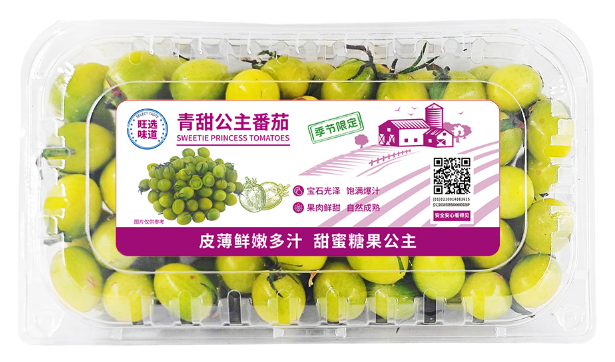 旺选
味道
青甜公主番茄
SWEETIE PRINCESS TOMATOES
季节限定
宝石光泽 饱满爆汁
果肉鲜甜 自然成熟
图片仅供参考
安全安心看得见
皮薄鲜嫩多汁 甜蜜糖果公主